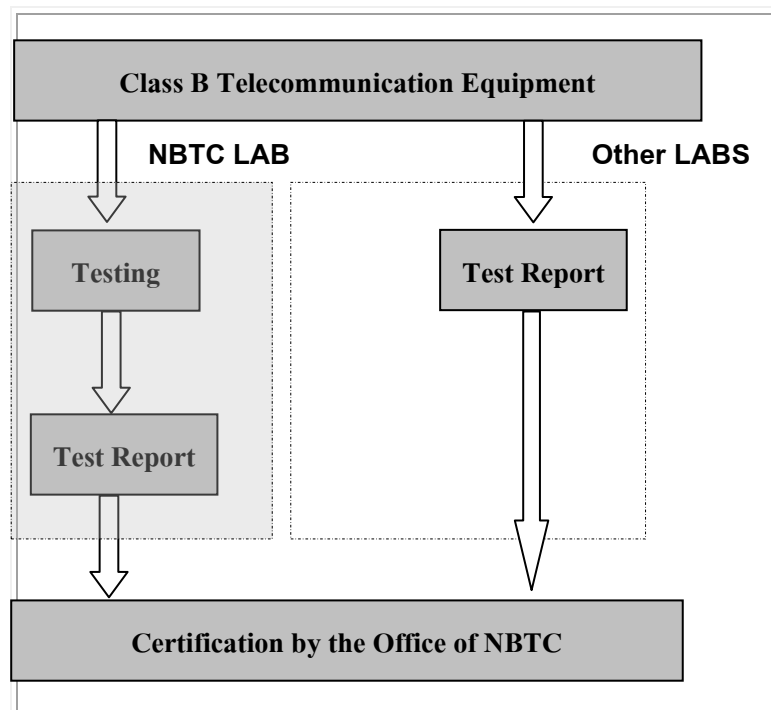 Class B Telecommunication Equipment
NBTC LAB
Other LABS
Testing
Test Report
Test Report
Certification by the Office of NBTC